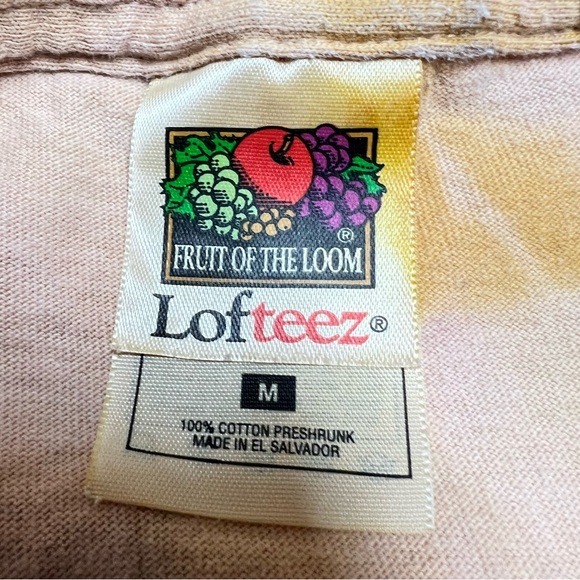 ®
FRUIT OF THE LOOM
Lofteez®
M
100% COTTON PRESHRUNK
MADE IN EL SALVADOR